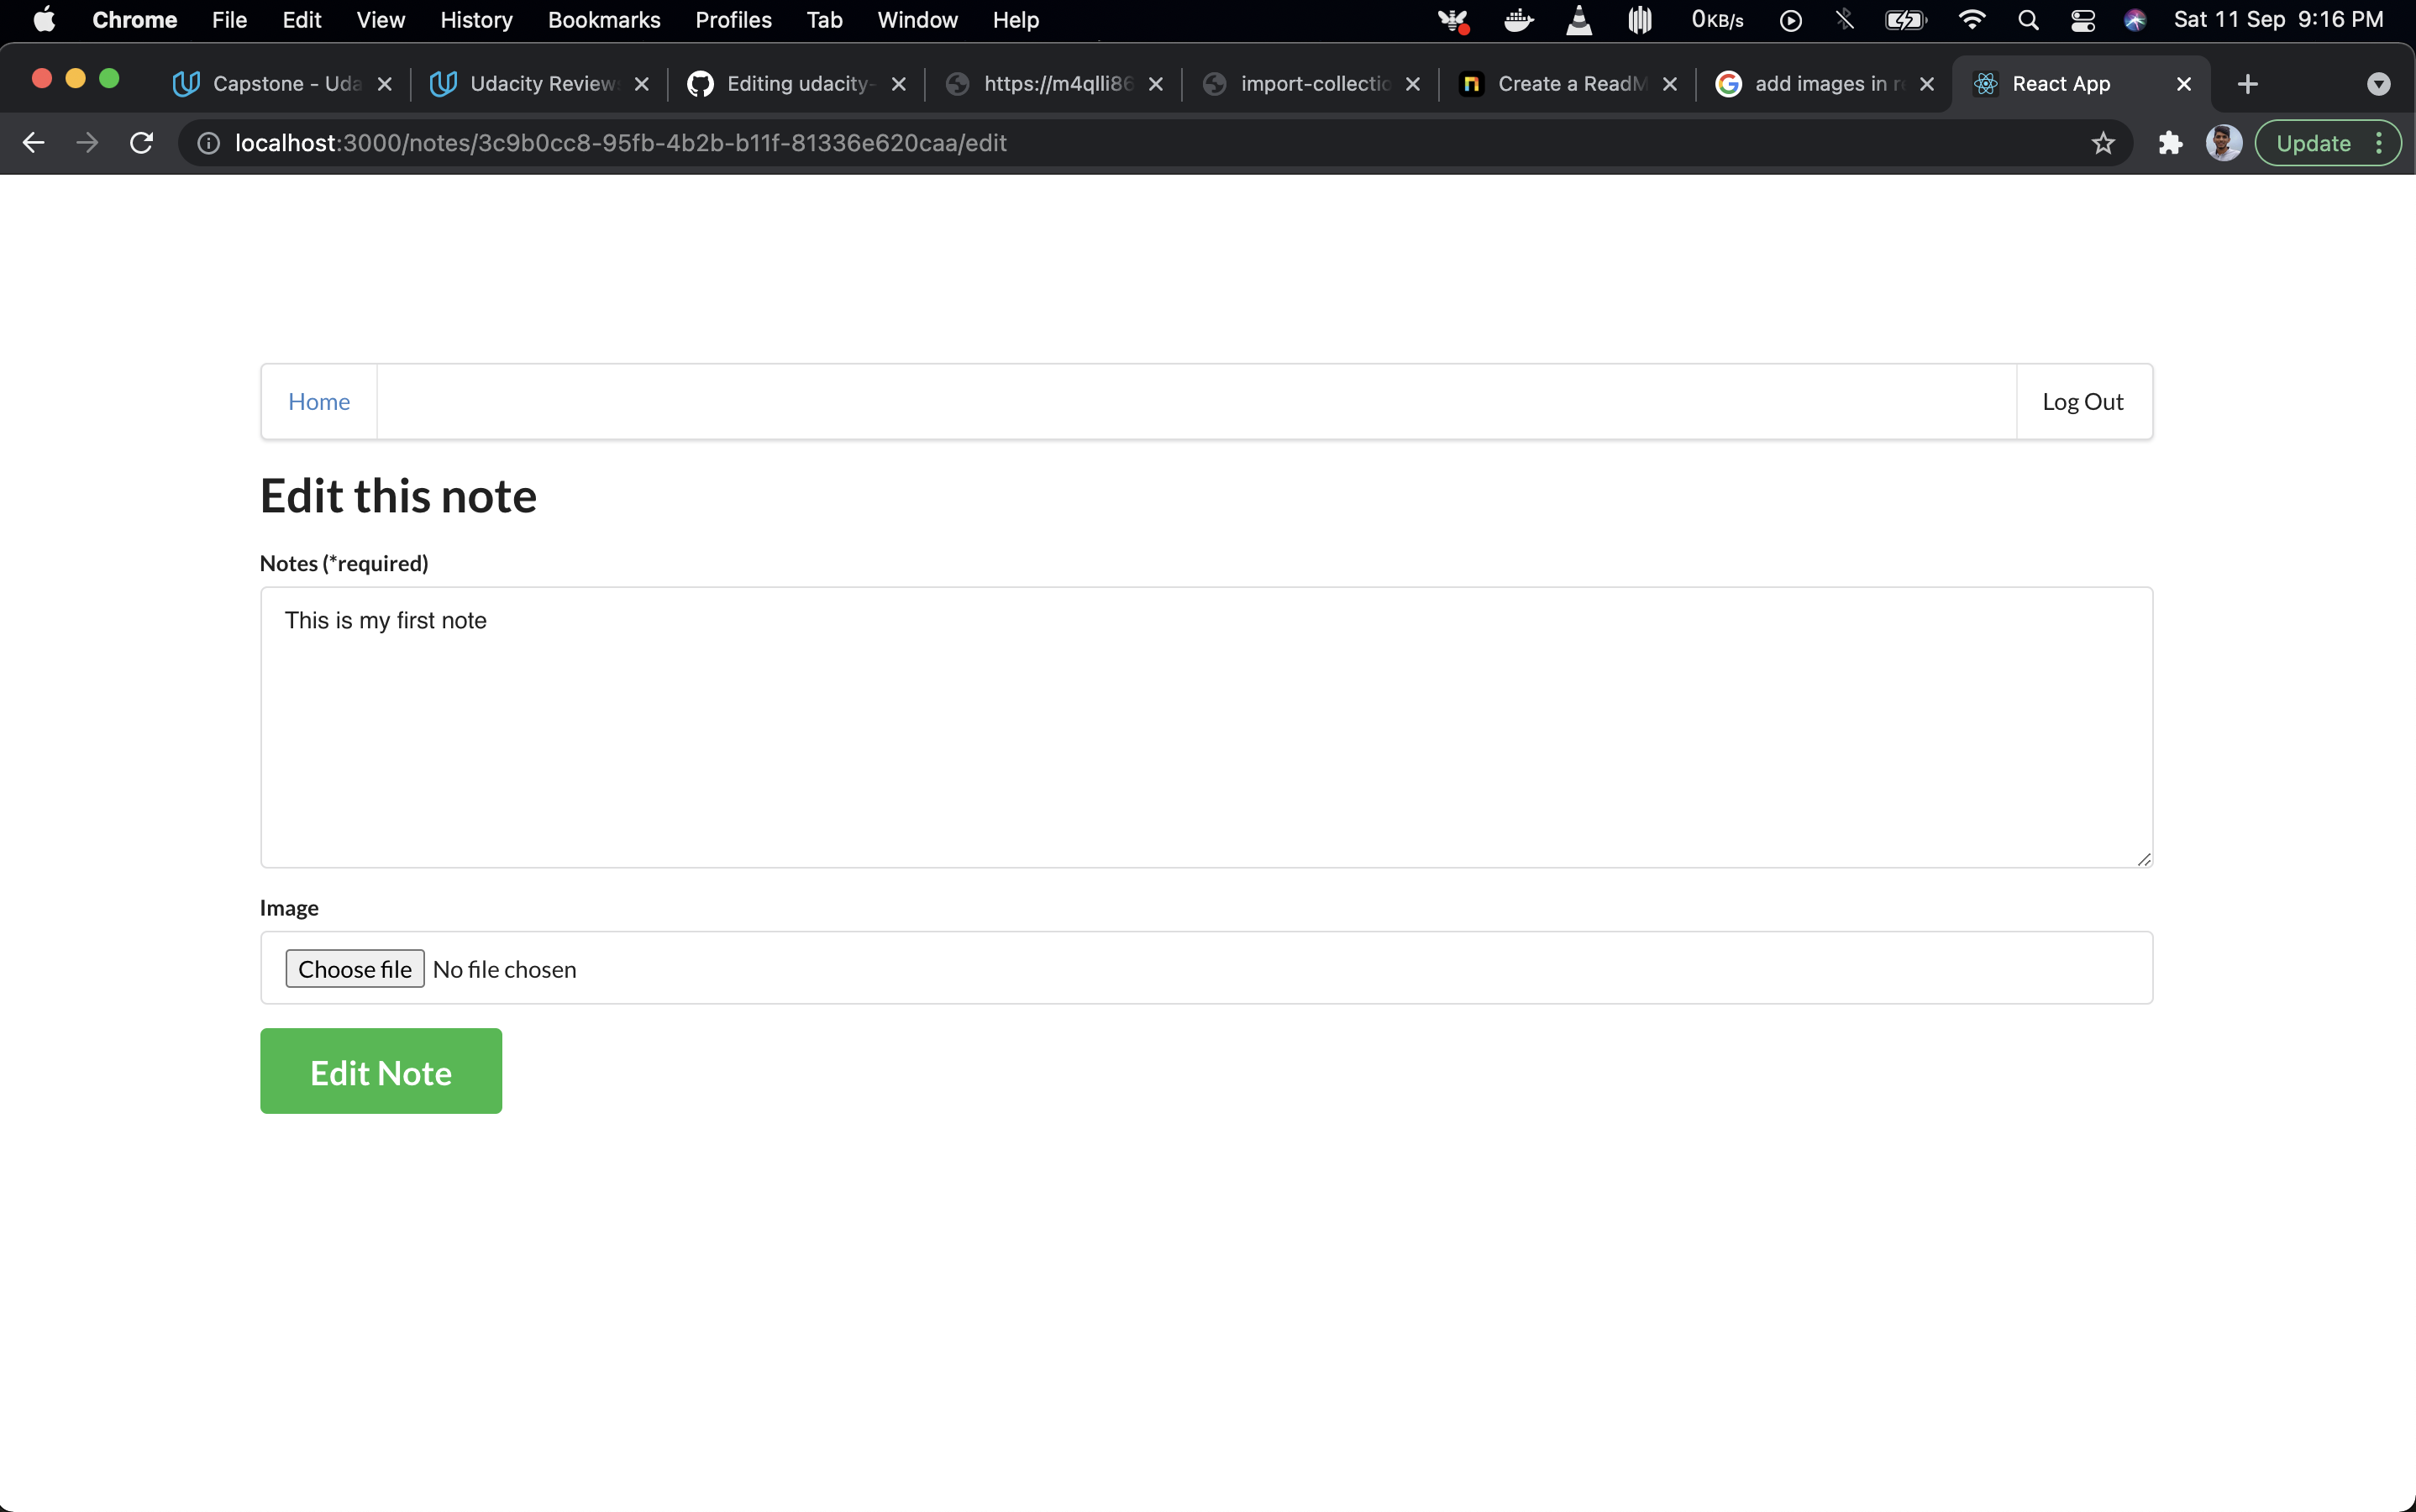 Chrome File Edit View History Bookmarks Profiles Tab Window Help 0KB/s Sat 11 Sep 9:16 PM
Capstone - Uda Udacity Review Editing udacity- https://m4qlli86 import-collectio Create a ReadM add images in r React App
localhost:3000/notes/3c9b0cc8-95fb-4b2b-b11f-81336e620caa/edit Update
Home Log Out
Edit this note
Notes (*required)
This is my first note
Image
Choose file No file chosen
Edit Note